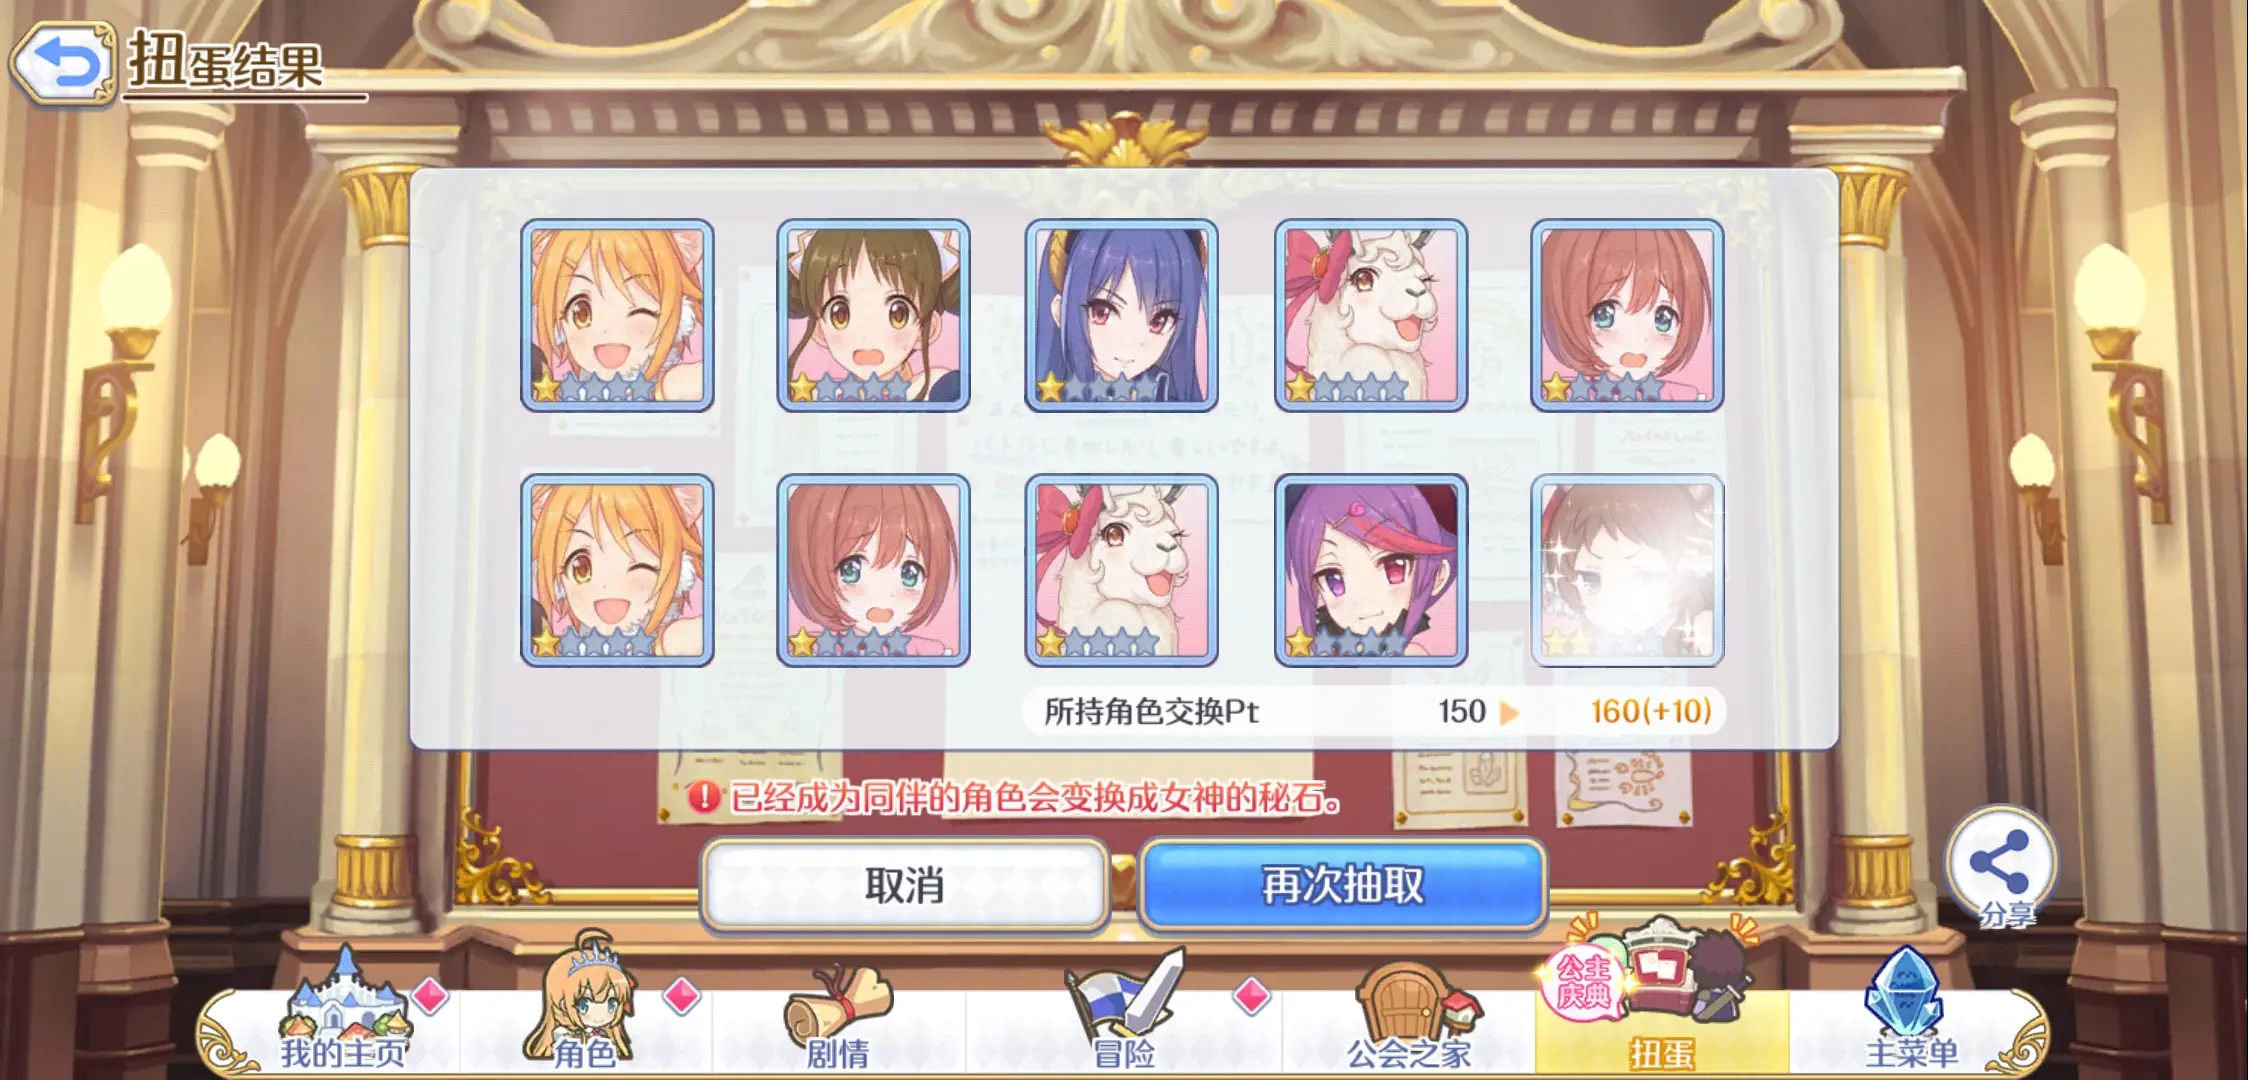 扭蛋结果
所持角色交换Pt 150 160(+10)
已经成为同伴的角色会变换成女神的秘石。
取消
再次抽取
分享
公主
庆典
我的主页
角色
剧情
冒险
公会之家
扭蛋
主菜单